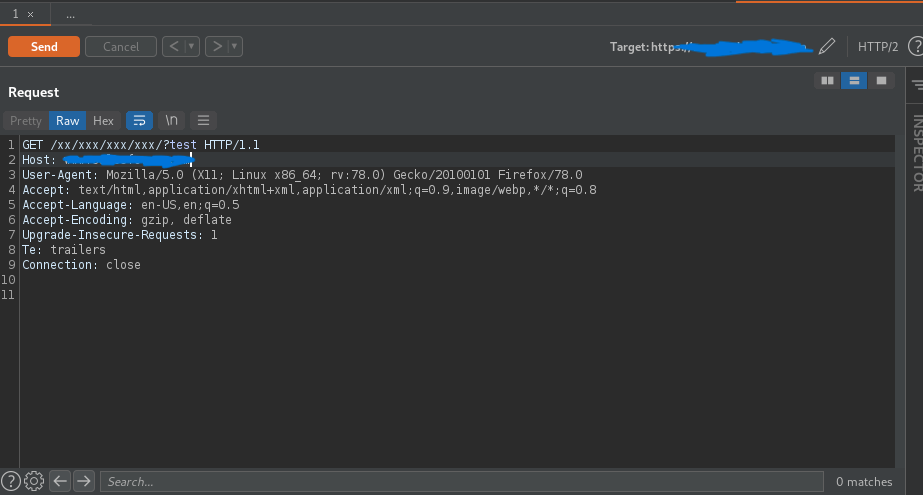 1 × ...
Send Cancel < > Target: https:/ HTTP/2 ?
Request
Pretty Raw Hex \n
INSPECTOR
1 GET /xx/xxx/xxx/xxx/?test HTTP/1.1
2 Host:
3 User-Agent: Mozilla/5.0 (X11; Linux x86_64; rv:78.0) Gecko/20100101 Firefox/78.0
4 Accept: text/html,application/xhtml+xml,application/xml;q=0.9,image/webp,*/*;q=0.8
5 Accept-Language: en-US,en;q=0.5
6 Accept-Encoding: gzip, deflate
7 Upgrade-Insecure-Requests: 1
8 Te: trailers
9 Connection: close
10
11
? Search... 0 matches